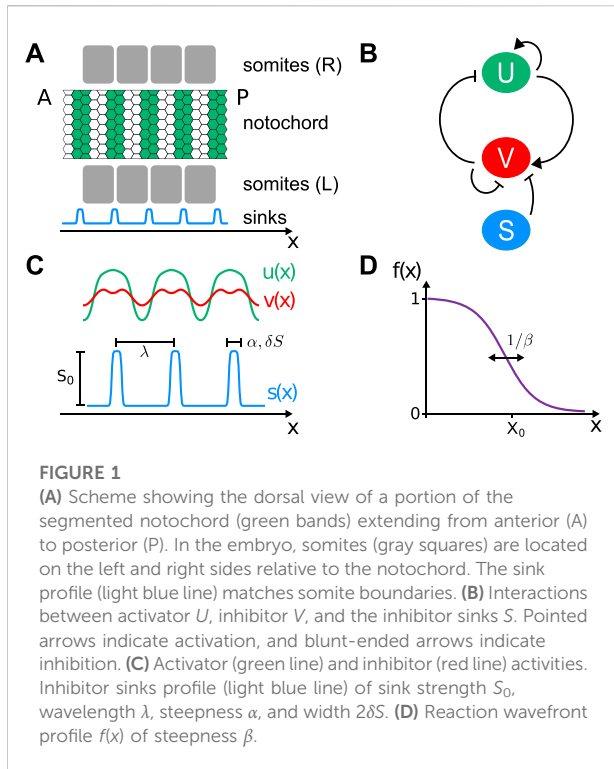 A
somites (R)
A
P
notochord
somites (L)
sinks
x
B
U
V
S
C
u(x)
v(x)
λ
α, δS
S₀
s(x)
x
D
f(x)
1
1/β
0
x₀
x
FIGURE 1
(A) Scheme showing the dorsal view of a portion of the
segmented notochord (green bands) extending from anterior (A)
to posterior (P). In the embryo, somites (gray squares) are located
on the left and right sides relative to the notochord. The sink
profile (light blue line) matches somite boundaries. (B) Interactions
between activator U, inhibitor V, and the inhibitor sinks S. Pointed
arrows indicate activation, and blunt-ended arrows indicate
inhibition. (C) Activator (green line) and inhibitor (red line) activities.
Inhibitor sinks profile (light blue line) of sink strength S₀,
wavelength λ, steepness α, and width 2δS. (D) Reaction wavefront
profile f(x) of steepness β.